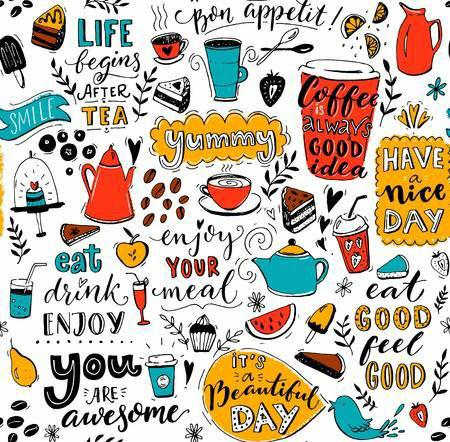 bon appetit!
LIFE
begins
AFTER
TEA
SMILE
yummy
Coffee
is
always
GOOD
idea
HAVE
a
nice
DAY
enjoy
YOUR
meal
eat
drink
ENJOY
eat
GOOD
feel
GOOD
you
ARE
awesome
IT'S
a
Beautiful
DAY